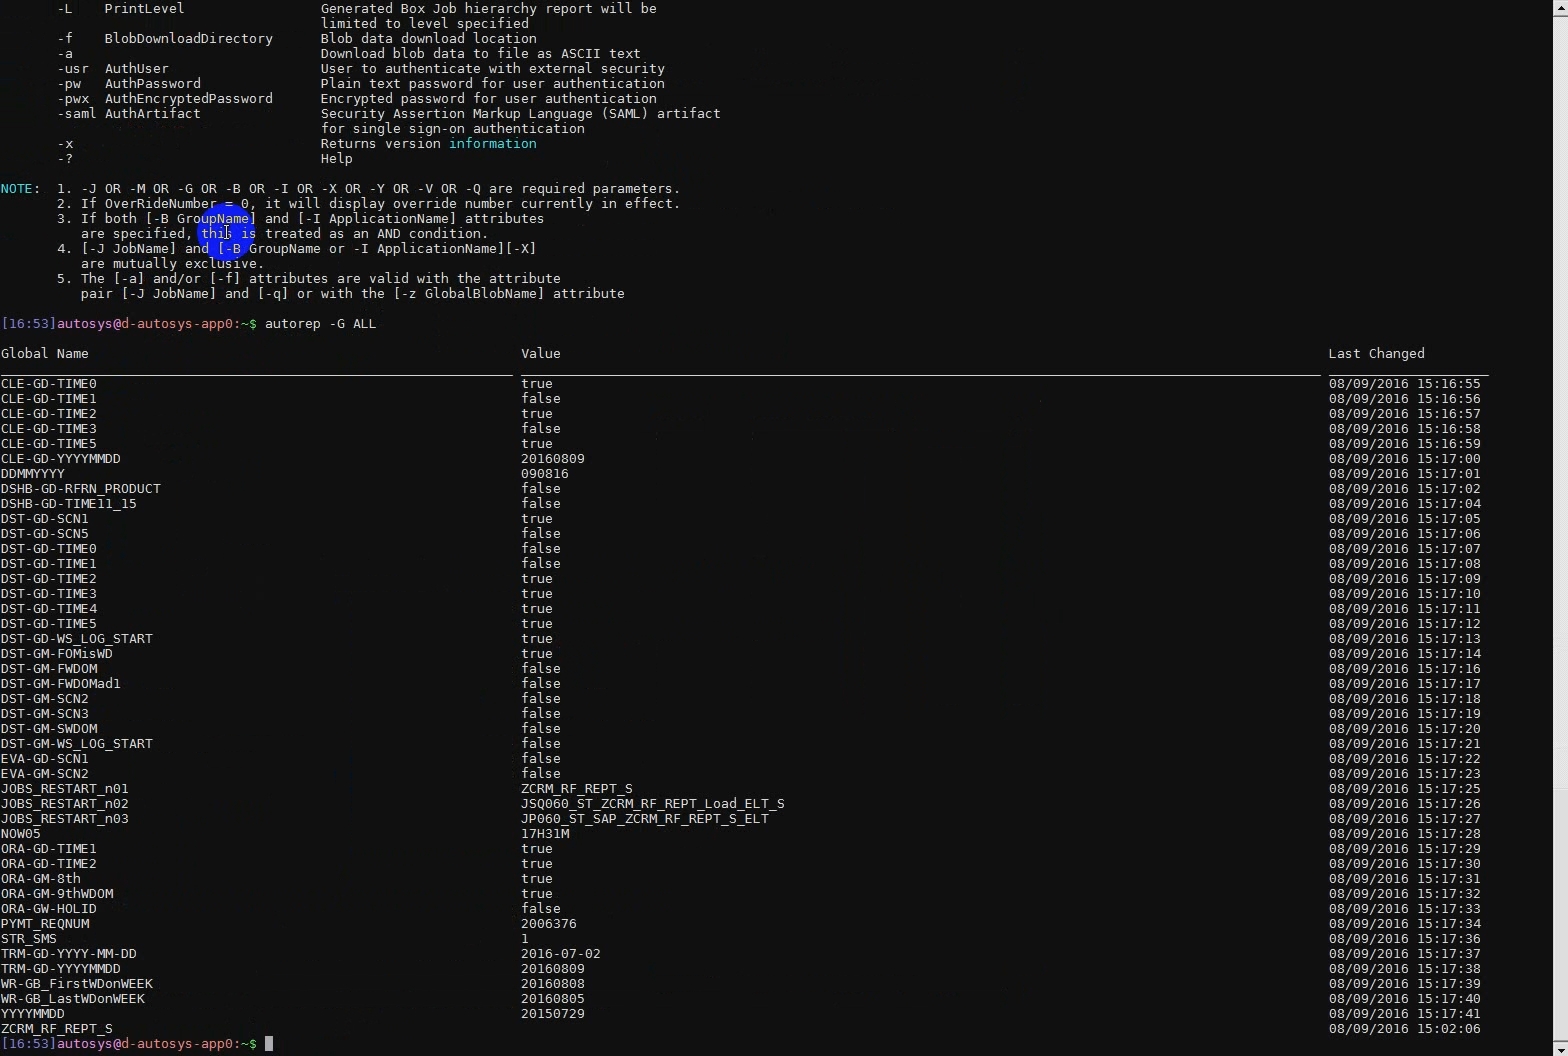 -L    PrintLevel                 Generated Box Job hierarchy report will be
limited to level specified
-f    BlobDownloadDirectory      Blob data download location
-a                               Download blob data to file as ASCII text
-usr  AuthUser                   User to authenticate with external security
-pw   AuthPassword               Plain text password for user authentication
-pwx  AuthEncryptedPassword      Encrypted password for user authentication
-saml AuthArtifact               Security Assertion Markup Language (SAML) artifact
for single sign-on authentication
-x                               Returns version information
-?                               Help
NOTE:  1. -J OR -M OR -G OR -B OR -I OR -X OR -Y OR -V OR -Q are required parameters.
2. If OverRideNumber = 0, it will display override number currently in effect.
3. If both [-B GroupName] and [-I ApplicationName] attributes
are specified, this is treated as an AND condition.
4. [-J JobName] and [-B GroupName or -I ApplicationName][-X]
are mutually exclusive.
5. The [-a] and/or [-f] attributes are valid with the attribute
pair [-J JobName] and [-q] or with the [-z GlobalBlobName] attribute
[16:53]autosys@d-autosys-app0:~$ autorep -G ALL
Global Name Value Last Changed
CLE-GD-TIME0 true 08/09/2016 15:16:55
CLE-GD-TIME1 false 08/09/2016 15:16:56
CLE-GD-TIME2 true 08/09/2016 15:16:57
CLE-GD-TIME3 false 08/09/2016 15:16:58
CLE-GD-TIME5 true 08/09/2016 15:16:59
CLE-GD-YYYYMMDD 20160809 08/09/2016 15:17:00
DDMMYYYY 090816 08/09/2016 15:17:01
DSHB-GD-RFRN_PRODUCT false 08/09/2016 15:17:02
DSHB-GD-TIME11_15 false 08/09/2016 15:17:04
DST-GD-SCN1 true 08/09/2016 15:17:05
DST-GD-SCN5 false 08/09/2016 15:17:06
DST-GD-TIME0 false 08/09/2016 15:17:07
DST-GD-TIME1 false 08/09/2016 15:17:08
DST-GD-TIME2 true 08/09/2016 15:17:09
DST-GD-TIME3 true 08/09/2016 15:17:10
DST-GD-TIME4 true 08/09/2016 15:17:11
DST-GD-TIME5 true 08/09/2016 15:17:12
DST-GD-WS_LOG_START true 08/09/2016 15:17:13
DST-GM-FOMisWD true 08/09/2016 15:17:14
DST-GM-FWDOM false 08/09/2016 15:17:16
DST-GM-FWDOMad1 false 08/09/2016 15:17:17
DST-GM-SCN2 false 08/09/2016 15:17:18
DST-GM-SCN3 false 08/09/2016 15:17:19
DST-GM-SWDOM false 08/09/2016 15:17:20
DST-GM-WS_LOG_START false 08/09/2016 15:17:21
EVA-GD-SCN1 false 08/09/2016 15:17:22
EVA-GM-SCN2 false 08/09/2016 15:17:23
JOBS_RESTART_n01 ZCRM_RF_REPT_S 08/09/2016 15:17:25
JOBS_RESTART_n02 JSQ060_ST_ZCRM_RF_REPT_Load_ELT_S 08/09/2016 15:17:26
JOBS_RESTART_n03 JP060_ST_SAP_ZCRM_RF_REPT_S_ELT 08/09/2016 15:17:27
NOW05 17H31M 08/09/2016 15:17:28
ORA-GD-TIME1 true 08/09/2016 15:17:29
ORA-GD-TIME2 true 08/09/2016 15:17:30
ORA-GM-8th true 08/09/2016 15:17:31
ORA-GM-9thWDOM true 08/09/2016 15:17:32
ORA-GW-HOLID false 08/09/2016 15:17:33
PYMT_REQNUM 2006376 08/09/2016 15:17:34
STR_SMS 1 08/09/2016 15:17:36
TRM-GD-YYYY-MM-DD 2016-07-02 08/09/2016 15:17:37
TRM-GD-YYYYMMDD 20160809 08/09/2016 15:17:38
WR-GB_FirstWDonWEEK 20160808 08/09/2016 15:17:39
WR-GB_LastWDonWEEK 20160805 08/09/2016 15:17:40
YYYYMMDD 20150729 08/09/2016 15:17:41
ZCRM_RF_REPT_S 08/09/2016 15:02:06
[16:53]autosys@d-autosys-app0:~$